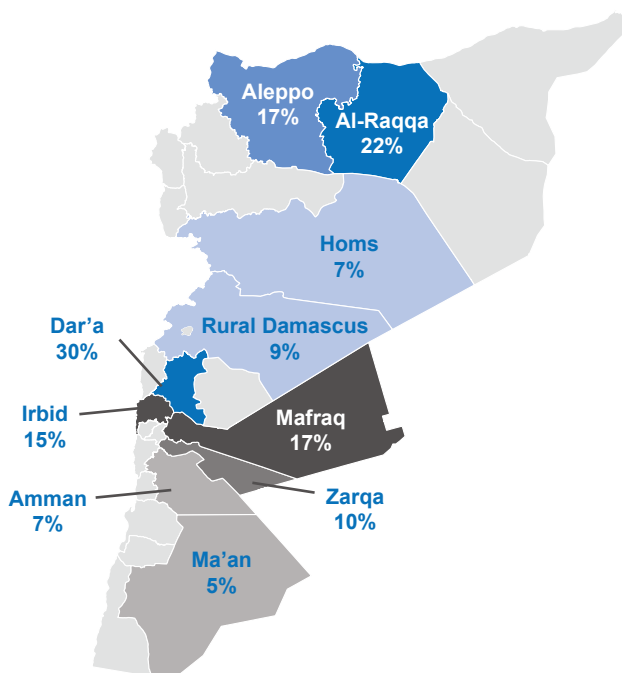 Aleppo
17%
Al-Raqqa
22%
Homs
7%
Rural Damascus
9%
Dar’a
30%
Irbid
15%
Mafraq
17%
Amman
7%
Zarqa
10%
Ma’an
5%